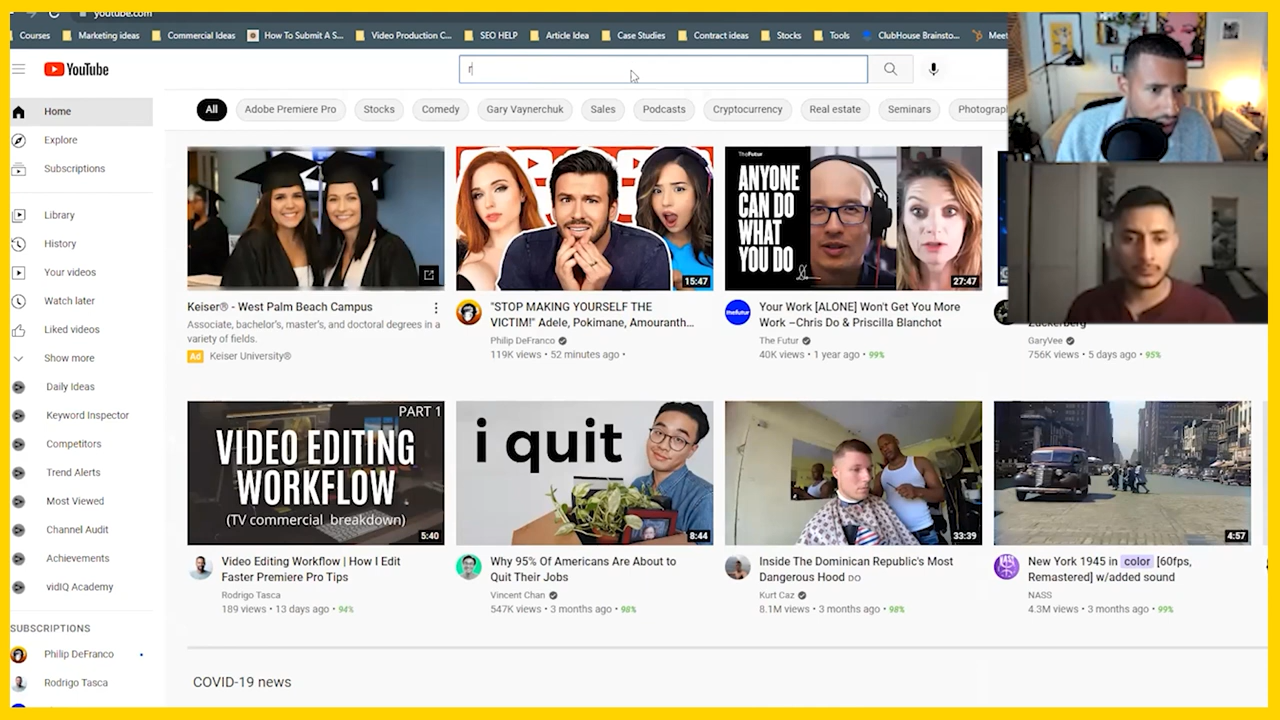 youtube.com
Courses Marketing ideas Commercial Ideas How To Submit A S... Video Production C... SEO HELP Article Idea Case Studies Contract ideas Stocks Tools ClubHouse Brainsto... Meet
YouTube
r
All Adobe Premiere Pro Stocks Comedy Gary Vaynerchuk Sales Podcasts Cryptocurrency Real estate Seminars
Home
Explore
Subscriptions
Library
History
Your videos
Watch later
Liked videos
Show more
Daily Ideas
Keyword Inspector
Competitors
Trend Alerts
Most Viewed
Channel Audit
Achievements
vidIQ Academy
SUBSCRIPTIONS
Philip DeFranco
Rodrigo Tasca
Keiser® - West Palm Beach Campus
Associate, bachelor's, master's, and doctoral degrees in a
variety of fields.
Ad Keiser University®
15:47
"STOP MAKING YOURSELF THE
VICTIM!" Adele, Pokimane, Amouranth...
Philip DeFranco
119K views • 52 minutes ago •
TheFutur
ANYONE
CAN DO
WHAT
YOU DO
27:47
Your Work [ALONE] Won't Get You More
Work –Chris Do & Priscilla Blanchot
The Futur
40K views • 1 year ago • 99%
Zuckerberg
GaryVee
756K views • 5 days ago • 95%
PART 1
VIDEO EDITING
WORKFLOW
(TV commercial breakdown)
5:40
Video Editing Workflow | How I Edit
Faster Premiere Pro Tips
Rodrigo Tasca
189 views • 13 days ago • 94%
i quit
8:44
Why 95% Of Americans Are About to
Quit Their Jobs
Vincent Chan
547K views • 3 months ago • 98%
33:39
Inside The Dominican Republic's Most
Dangerous Hood DO
Kurt Caz
8.1M views • 3 months ago • 98%
4:57
New York 1945 in color [60fps,
Remastered] w/added sound
NASS
4.3M views • 3 months ago • 99%
COVID-19 news